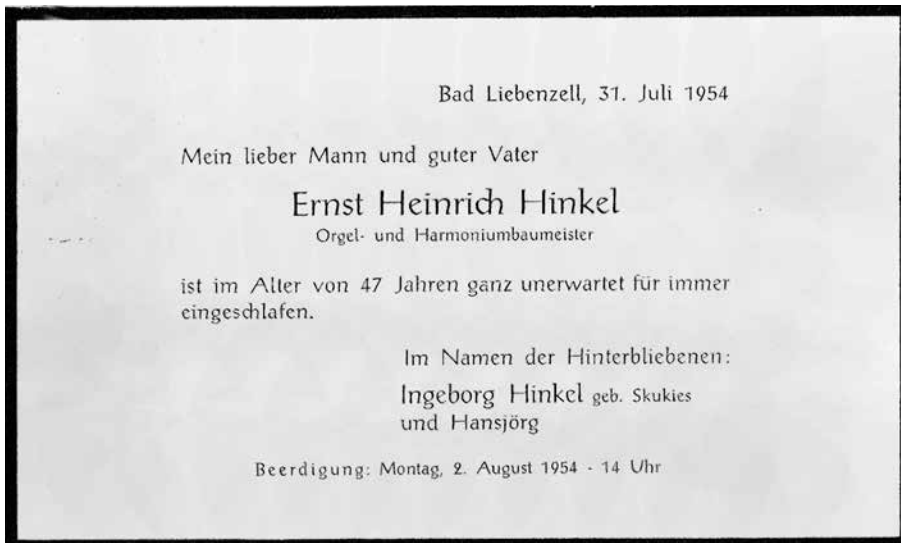 Bad Liebenzell, 31. Juli 1954
Mein lieber Mann und guter Vater
Ernst Heinrich Hinkel
Orgel- und Harmoniumbaumeister
ist im Alter von 47 Jahren ganz unerwartet für immer
eingeschlafen.
Im Namen der Hinterbliebenen:
Ingeborg Hinkel geb. Skukies
und Hansjörg
Beerdigung: Montag, 2. August 1954 - 14 Uhr